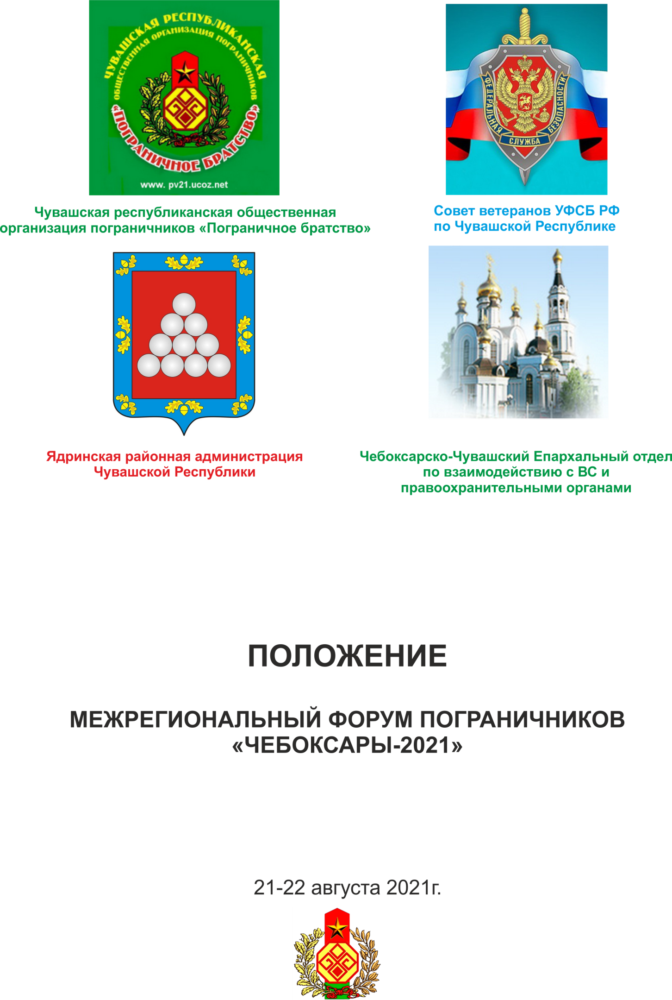 ЧУВАШСКАЯ РЕСПУБЛИКАНСКАЯ
ОБЩЕСТВЕННАЯ ОРГАНИЗАЦИЯ ПОГРАНИЧНИКОВ
«ПОГРАНИЧНОЕ БРАТСТВО»
www. pv21.ucoz.net
ФЕДЕРАЛЬНАЯ
СЛУЖБА
БЕЗОПАСНОСТИ
Чувашская республиканская общественная
организация пограничников «Пограничное братство»
Совет ветеранов УФСБ РФ
по Чувашской Республике
Ядринская районная администрация
Чувашской Республики
Чебоксарско-Чувашский Епархальный отдел
по взаимодействию с ВС и
правоохранительными органами
ПОЛОЖЕНИЕ
МЕЖРЕГИОНАЛЬНЫЙ ФОРУМ ПОГРАНИЧНИКОВ
«ЧЕБОКСАРЫ-2021»
21-22 августа 2021г.